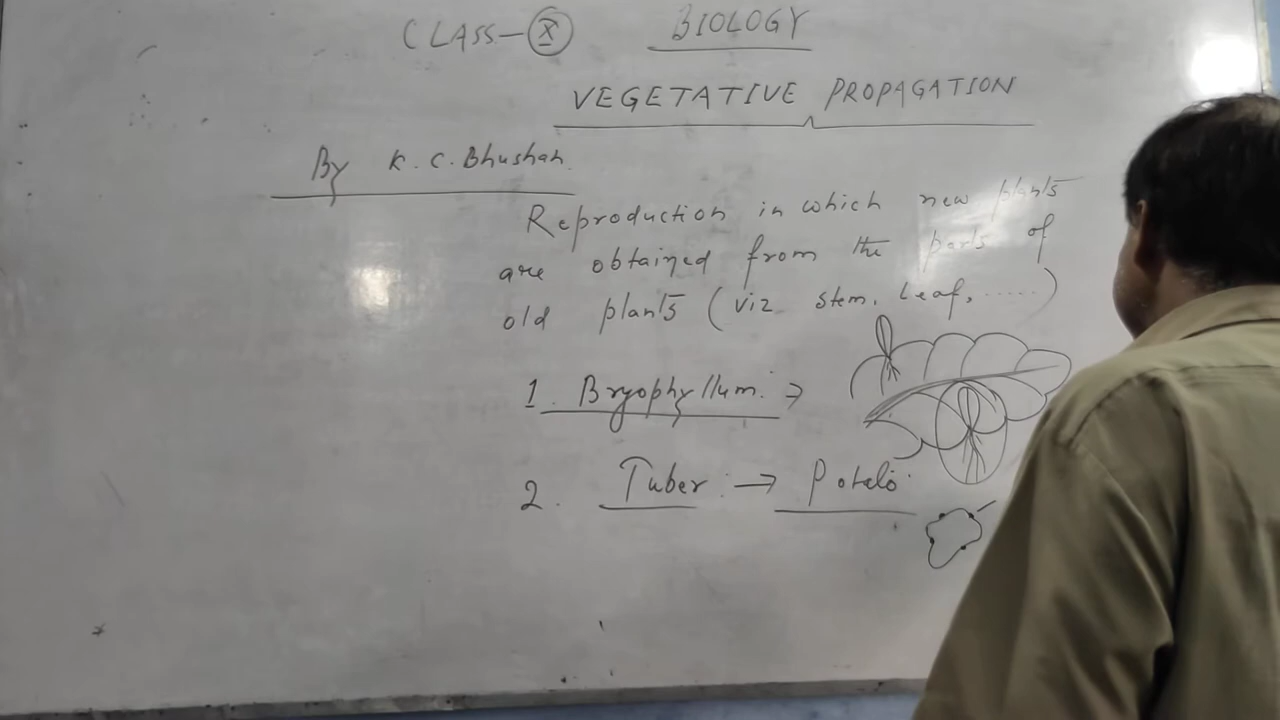 CLASS-X BIOLOGY
VEGETATIVE PROPAGATION
By K.C.Bhushan
Reproduction in which new plants
are obtained from the parts of
old plants (viz stem, leaf, .....)
1. Bryophyllum. →
2. Tuber → Potato